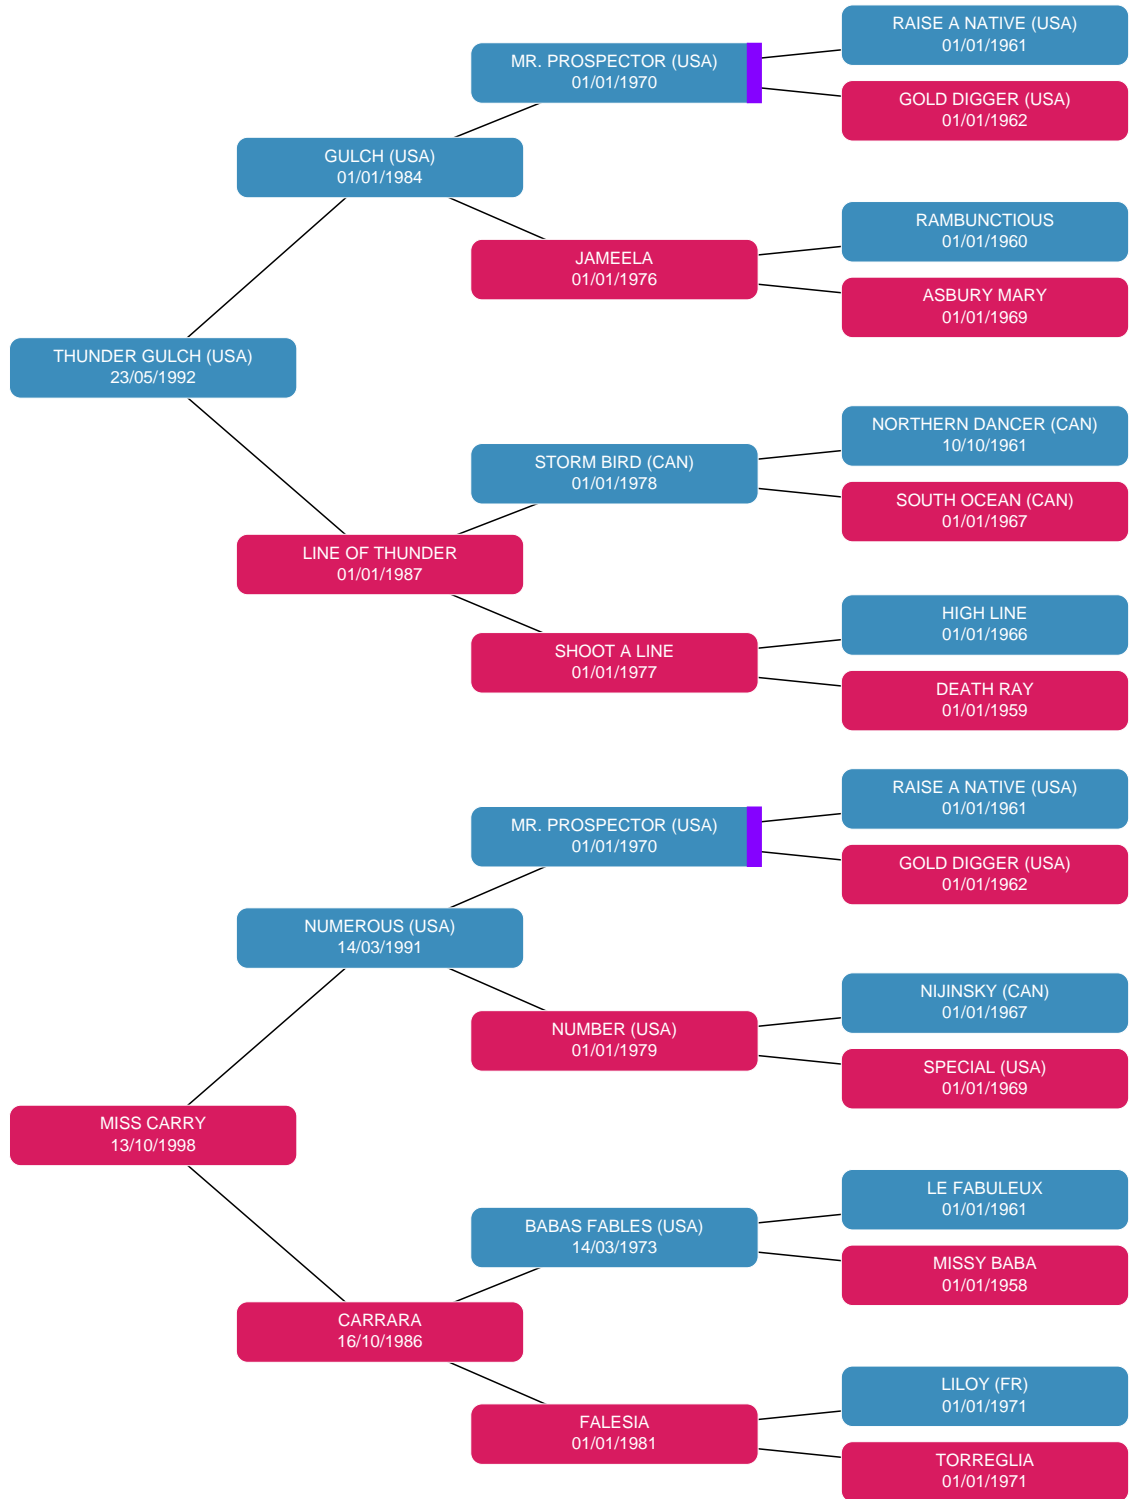 RAISE A NATIVE (USA)
01/01/1961
MR. PROSPECTOR (USA)
01/01/1970
GOLD DIGGER (USA)
01/01/1962
GULCH (USA)
01/01/1984
RAMBUNCTIOUS
01/01/1960
JAMEELA
01/01/1976
ASBURY MARY
01/01/1969
THUNDER GULCH (USA)
23/05/1992
NORTHERN DANCER (CAN)
10/10/1961
STORM BIRD (CAN)
01/01/1978
SOUTH OCEAN (CAN)
01/01/1967
LINE OF THUNDER
01/01/1987
HIGH LINE
01/01/1966
SHOOT A LINE
01/01/1977
DEATH RAY
01/01/1959
RAISE A NATIVE (USA)
01/01/1961
MR. PROSPECTOR (USA)
01/01/1970
GOLD DIGGER (USA)
01/01/1962
NUMEROUS (USA)
14/03/1991
NIJINSKY (CAN)
01/01/1967
NUMBER (USA)
01/01/1979
SPECIAL (USA)
01/01/1969
MISS CARRY
13/10/1998
LE FABULEUX
01/01/1961
BABAS FABLES (USA)
14/03/1973
MISSY BABA
01/01/1958
CARRARA
16/10/1986
LILOY (FR)
01/01/1971
FALESIA
01/01/1981
TORREGLIA
01/01/1971